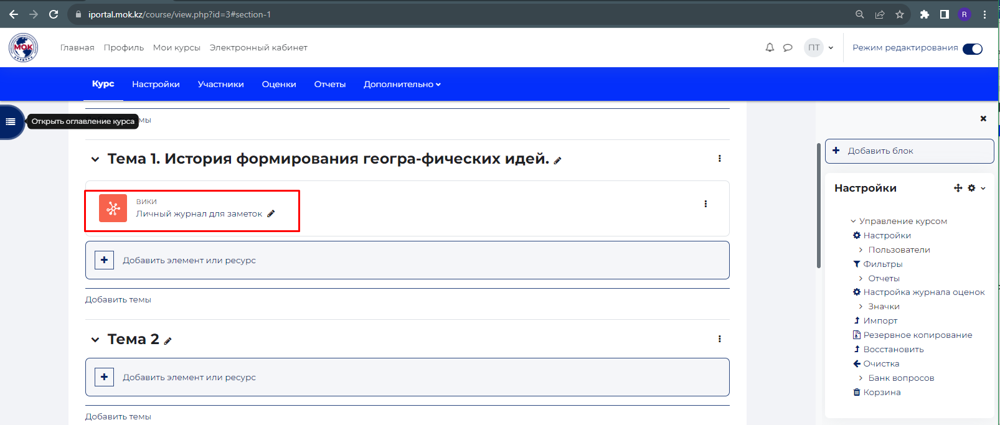 iportal.mok.kz/course/view.php?id=3#section-1
R
МОК
Главная Профиль Мои курсы Электронный кабинет
ПТ
Режим редактирования
Курс Настройки Участники Оценки Отчеты Дополнительно
Открыть оглавление курса
мы
Тема 1. История формирования геогра-фических идей.
ВИКИ
Личный журнал для заметок
Добавить элемент или ресурс
Добавить темы
Тема 2
Добавить элемент или ресурс
Добавить темы
Добавить блок
Настройки
Управление курсом
Настройки
Пользователи
Фильтры
Отчеты
Настройка журнала оценок
Значки
Импорт
Резервное копирование
Восстановить
Очистка
Банк вопросов
Корзина